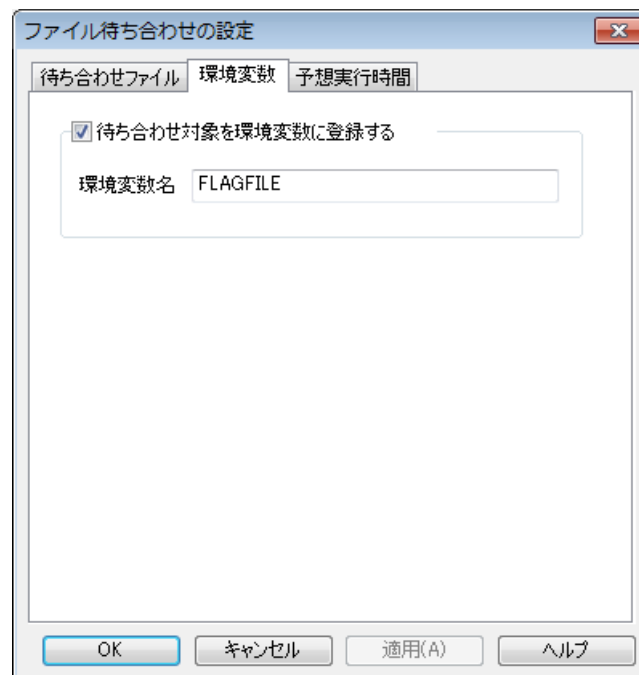 ファイル待ち合わせの設定
待ち合わせファイル 環境変数 予想実行時間
待ち合わせ対象を環境変数に登録する
環境変数名 FLAGFILE
OK キャンセル 適用(A) ヘルプ